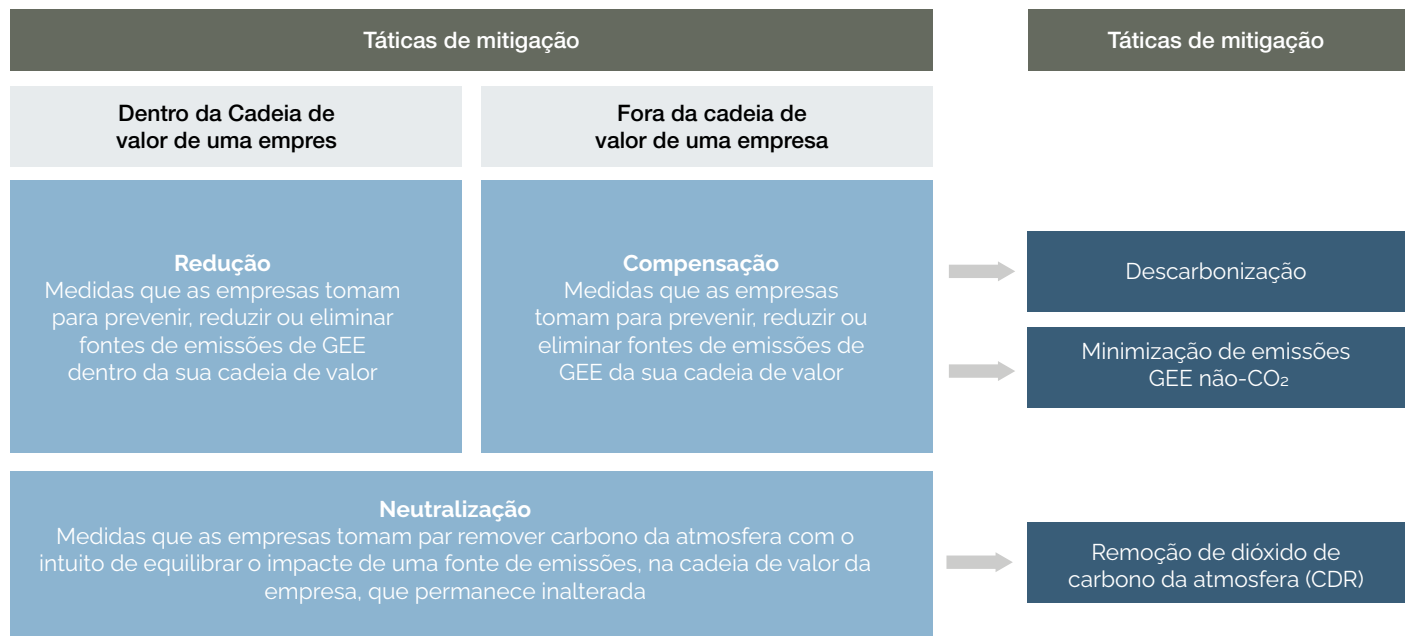 Táticas de mitigação
Táticas de mitigação
Dentro da Cadeia de
valor de uma empres
Fora da cadeia de
valor de uma empresa
Redução
Medidas que as empresas tomam
para prevenir, reduzir ou eliminar
fontes de emissões de GEE
dentro da sua cadeia de valor
Compensação
Medidas que as empresas
tomam para prevenir, reduzir ou
eliminar fontes de emissões de
GEE da sua cadeia de valor
Descarbonização
Minimização de emissões
GEE não-CO₂
Neutralização
Medidas que as empresas tomam par remover carbono da atmosfera com o
intuito de equilibrar o impacte de uma fonte de emissões, na cadeia de valor da
empresa, que permanece inalterada
Remoção de dióxido de
carbono da atmosfera (CDR)